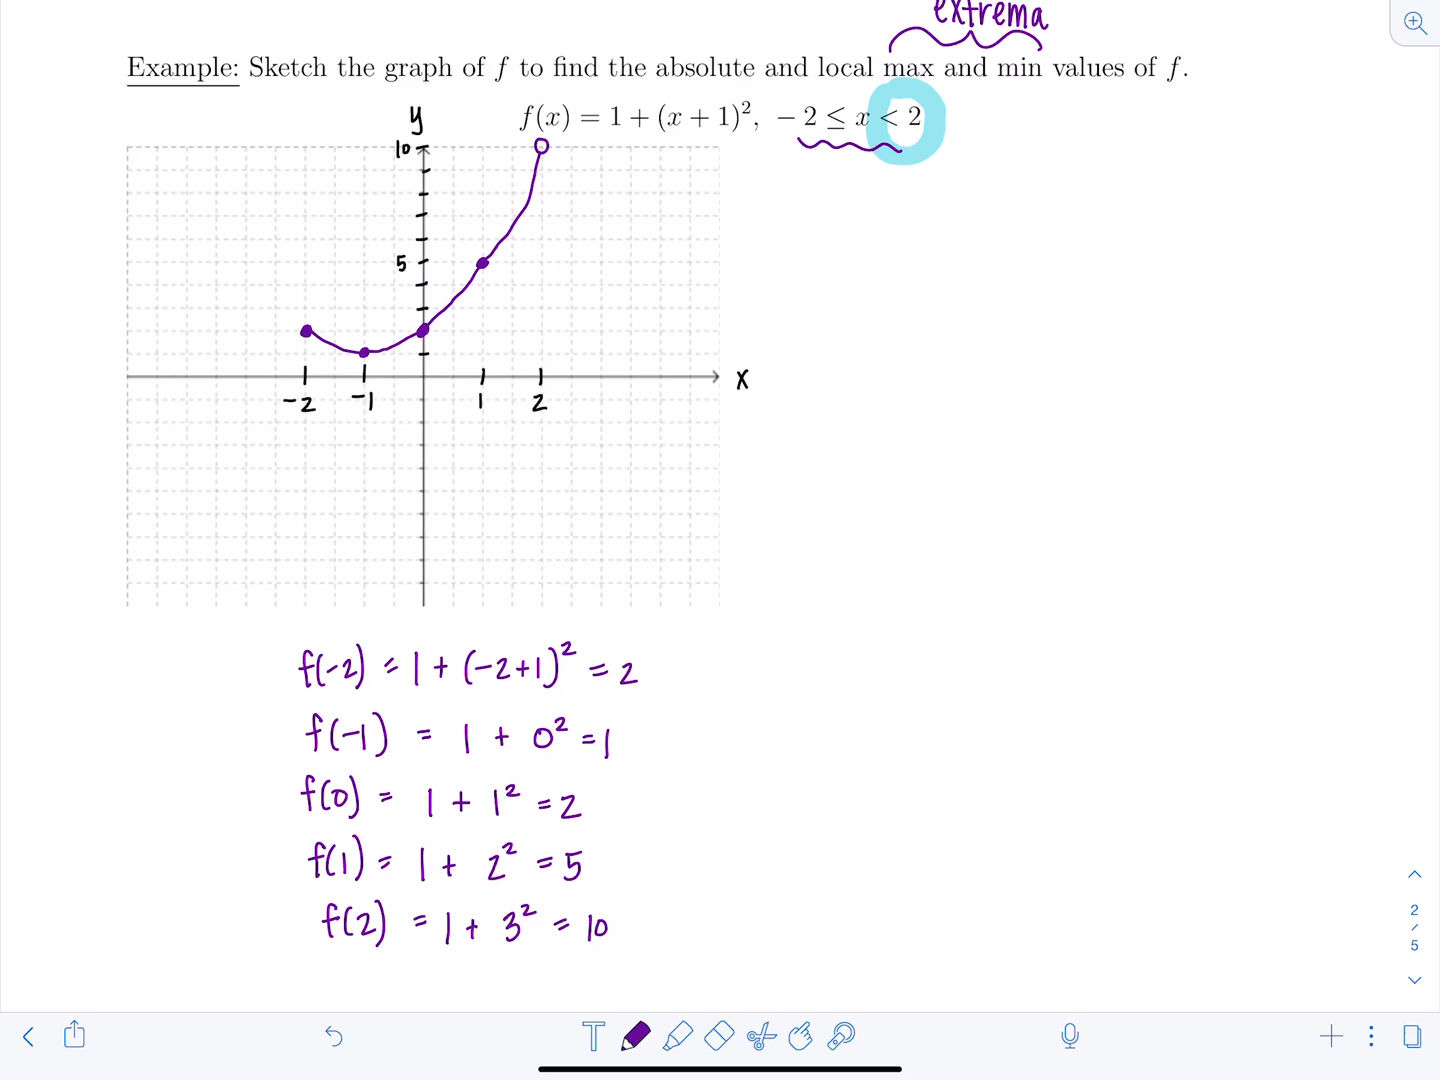 extrema
Example: Sketch the graph of f to find the absolute and local max and min values of f.
f(x) = 1 + (x + 1)², − 2 ≤ x < 2
y
10
5
x
-2 -1 1 2
f(-2) = 1 + (-2+1)² = 2
f(-1) = 1 + 0² = 1
f(0) = 1 + 1² = 2
f(1) = 1 + 2² = 5
f(2) = 1 + 3² = 10
2
/
5
T